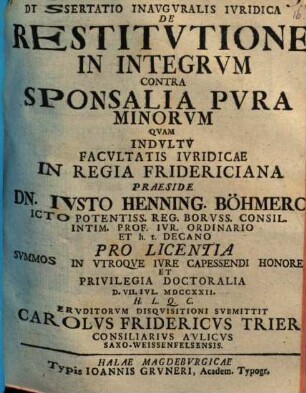 DISSERTATIO INAVGVRALIS IVRIDICA
DE
RESTITVTIONE
IN INTEGRVM
CONTRA
SPONSALIA PVRA
MINORVM
QVAM
INDVLTV
FACVLTATIS IVRIDICAE
IN REGIA FRIDERICIANA
PRAESIDE
DN. IVSTO HENNING. BÖHMERO
ICTO POTENTISS. REG. BORVSS. CONSIL.
INTIM. PROF. IVR. ORDINARIO
ET h. t. DECANO
PRO LICENTIA
SVMMOS IN VTROQVE IVRE CAPESSENDI HONORE
ET
PRIVILEGIA DOCTORALIA
D. VII. IVL. MDCCXXII.
H. L. Q. C.
ERVDITORVM DISQVISITIONI SVBMITTIT
CAROLVS FRIDERICVS TRIER
CONSILIARIVS AVLICVS
SAXO-WEISSENFELSENSIS.
HALAE MAGDEBVRGICAE
Typis IOANNIS GRVNERI, Academ. Typogr.